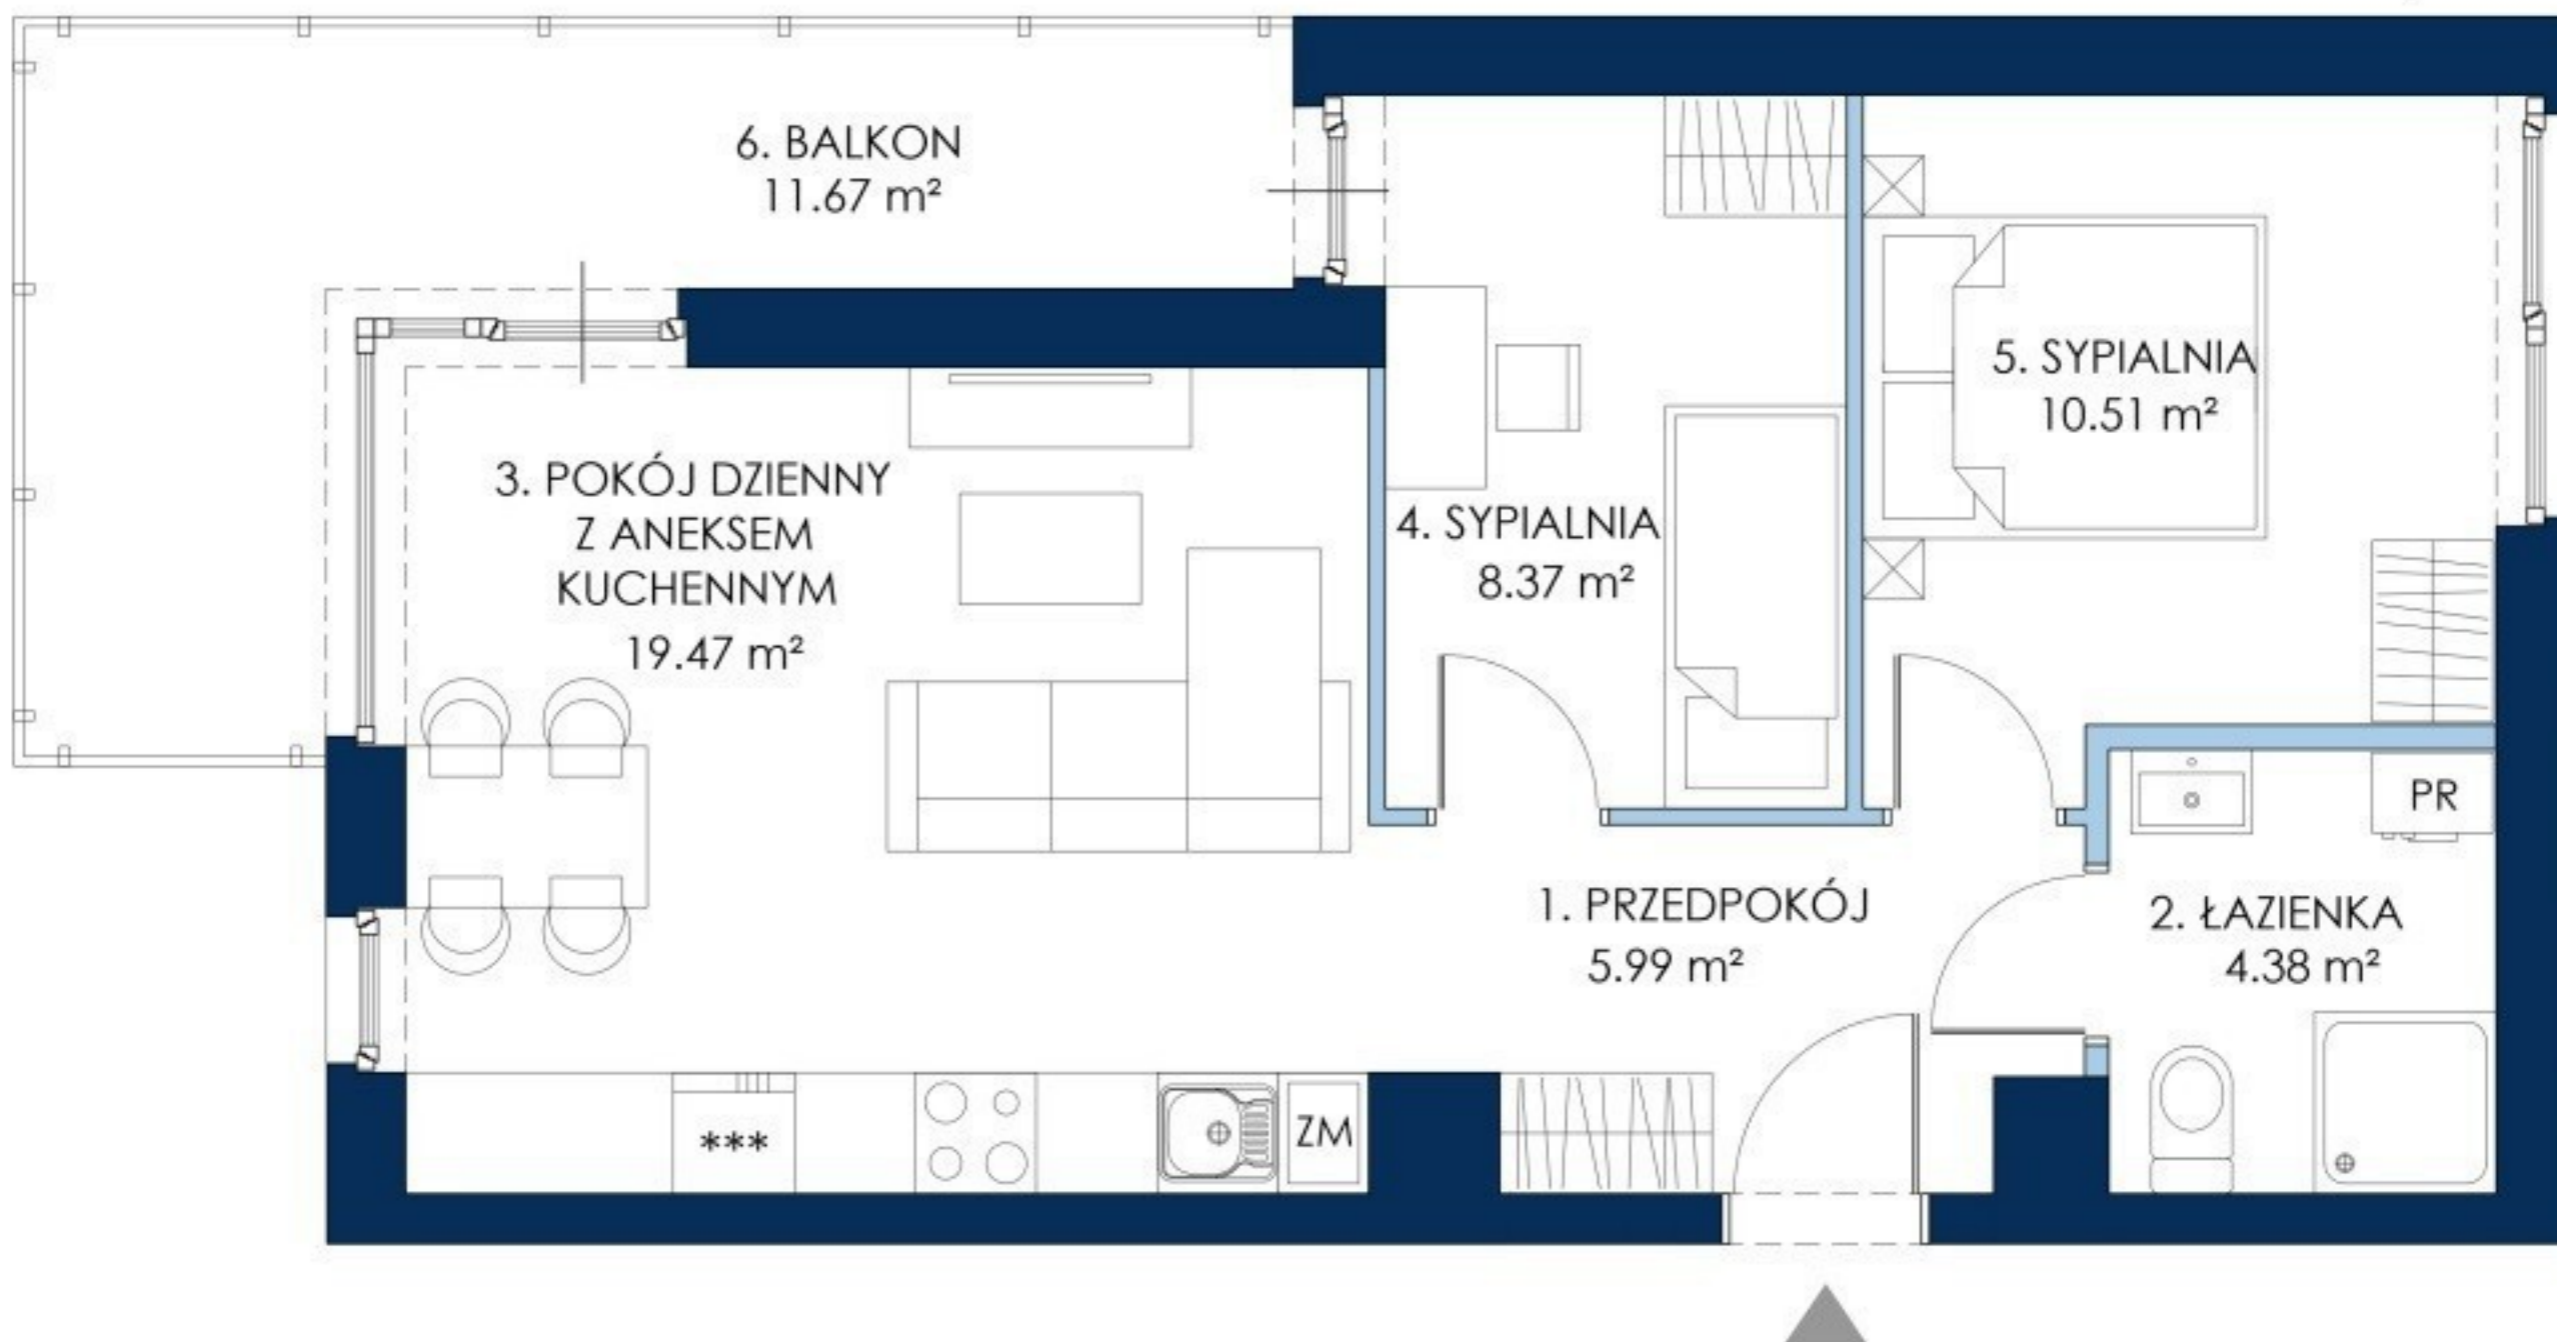 6. BALKON
11.67 m²
5. SYPIALNIA
10.51 m²
3. POKÓJ DZIENNY
Z ANEKSEM
KUCHENNYM
19.47 m²
4. SYPIALNIA
8.37 m²
PR
1. PRZEDPOKÓJ
5.99 m²
2. ŁAZIENKA
4.38 m²
***
ZM